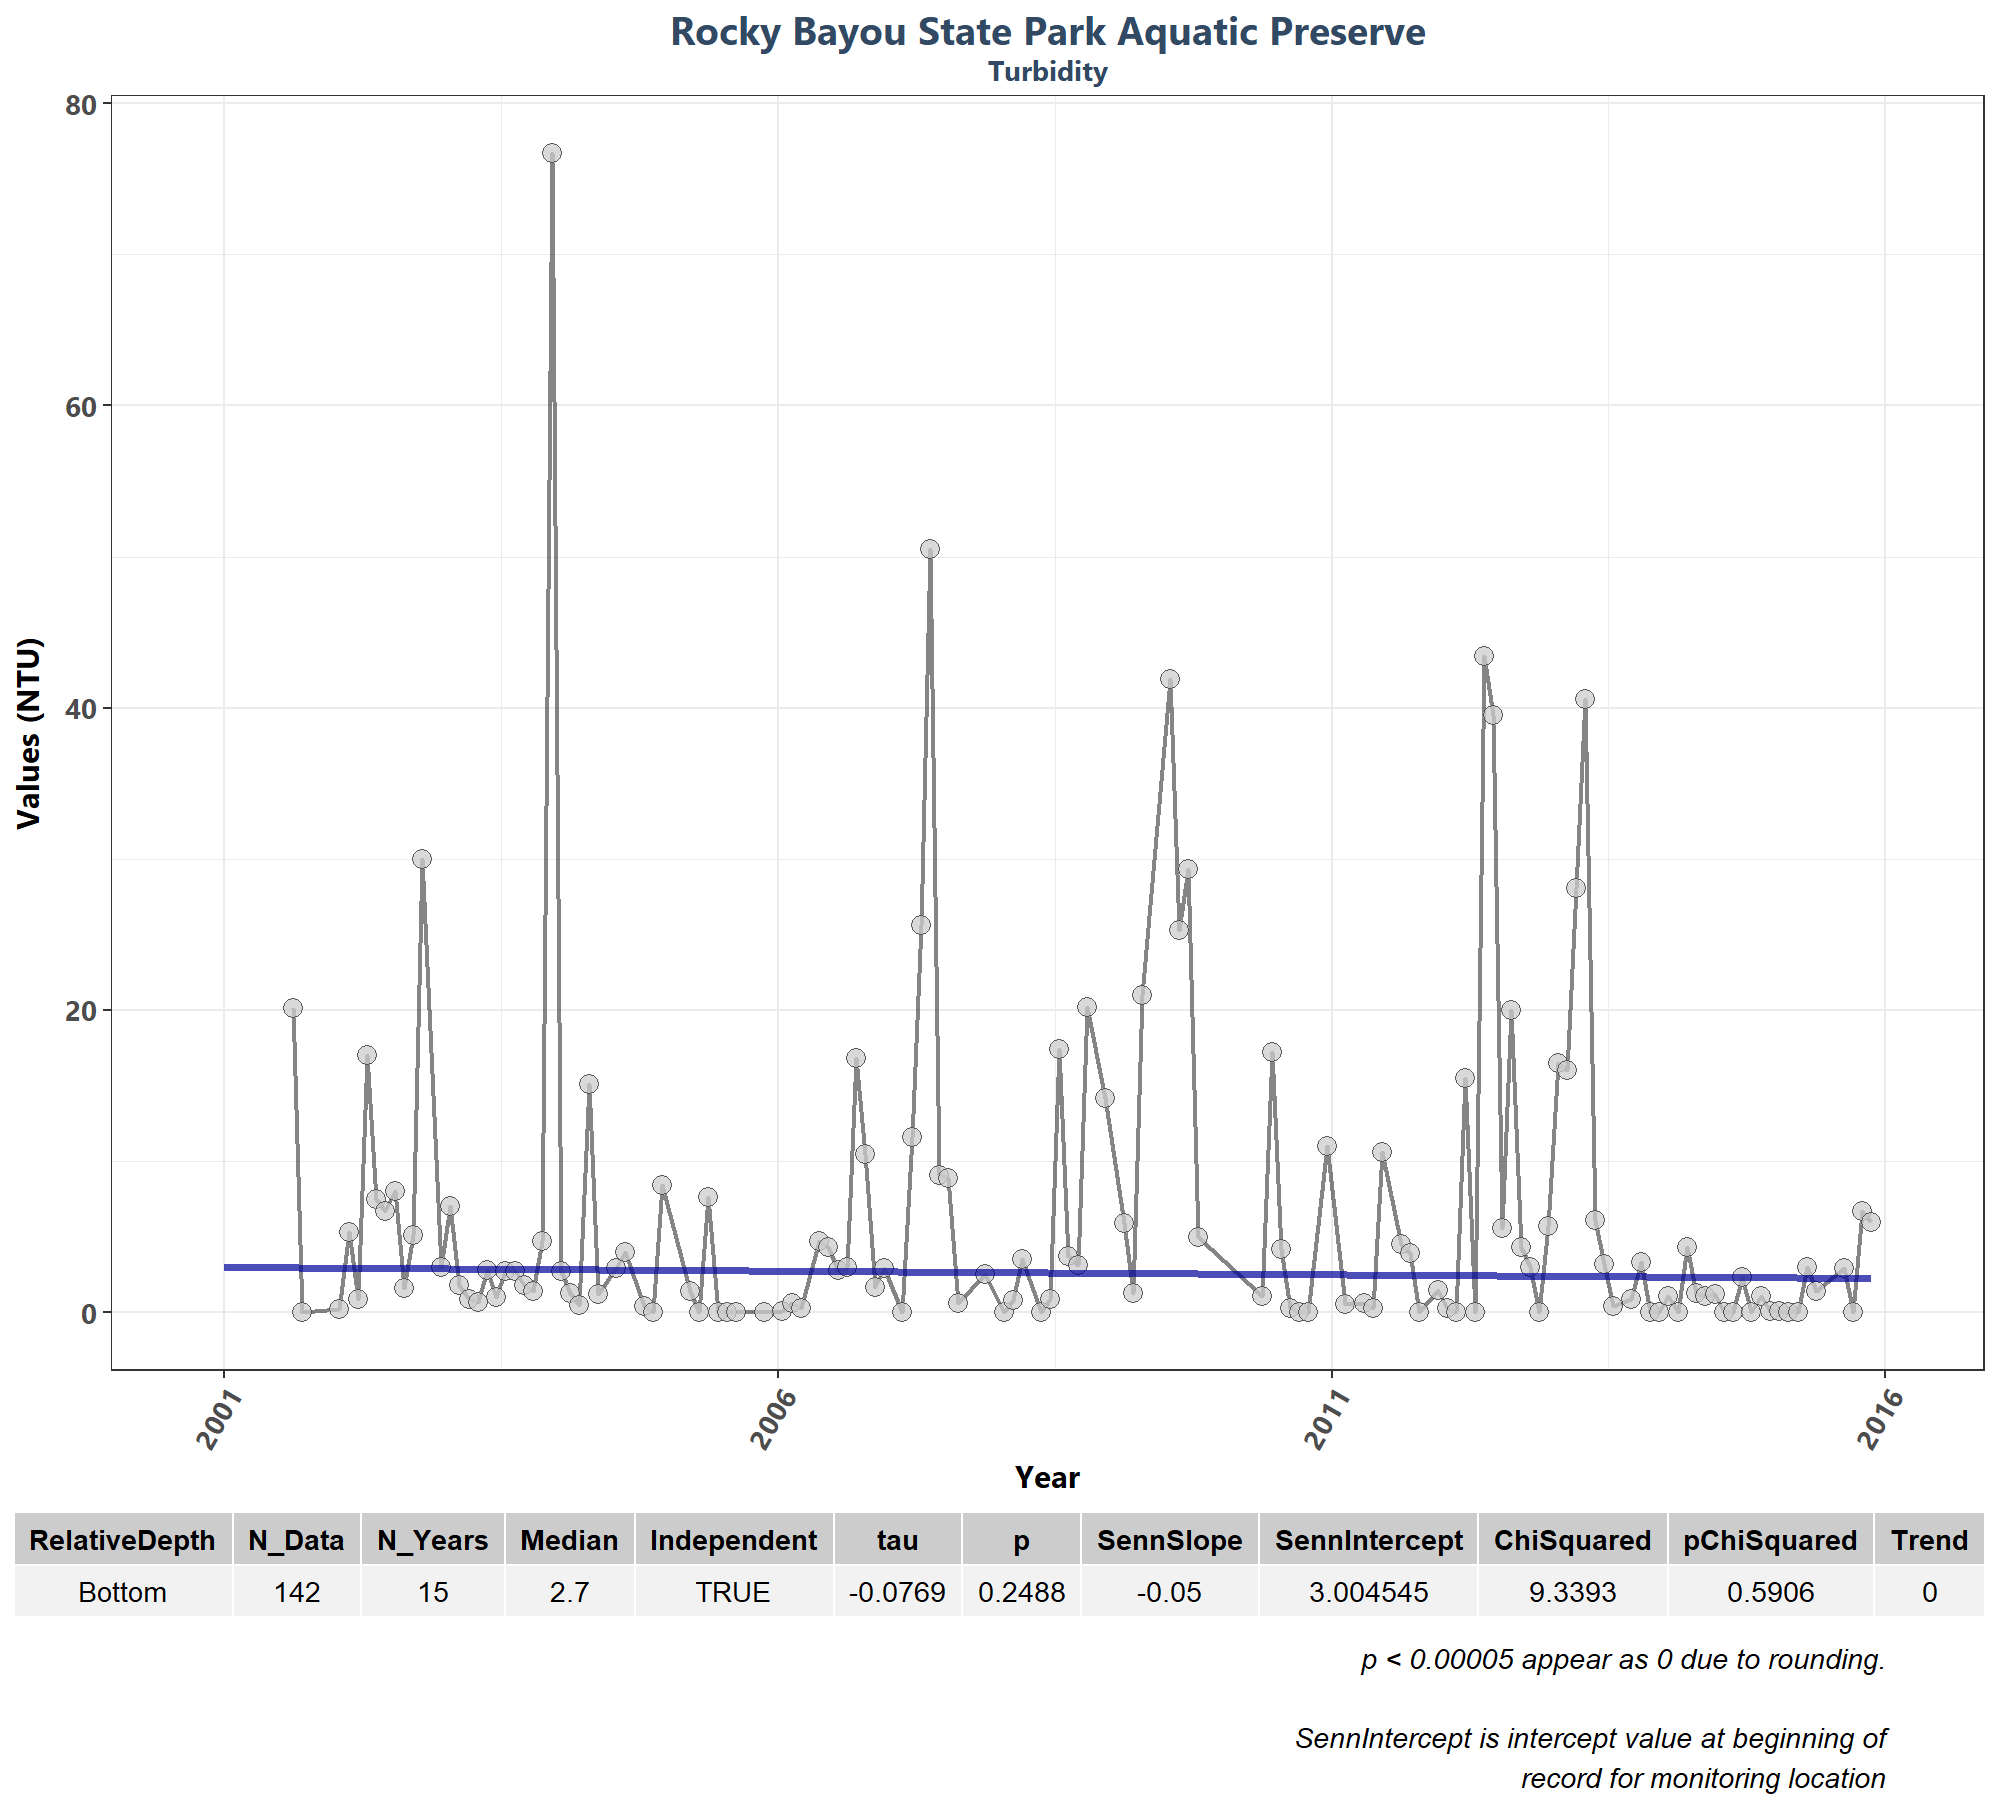 Rocky Bayou State Park Aquatic Preserve
Turbidity
80
60
40
20
0
Values (NTU)
2001
2006
2011
2016
Year
RelativeDepth N_Data N_Years Median Independent tau p SennSlope SennIntercept ChiSquared pChiSquared Trend
Bottom 142 15 2.7 TRUE -0.0769 0.2488 -0.05 3.004545 9.3393 0.5906 0
p < 0.00005 appear as 0 due to rounding.
SennIntercept is intercept value at beginning of
record for monitoring location